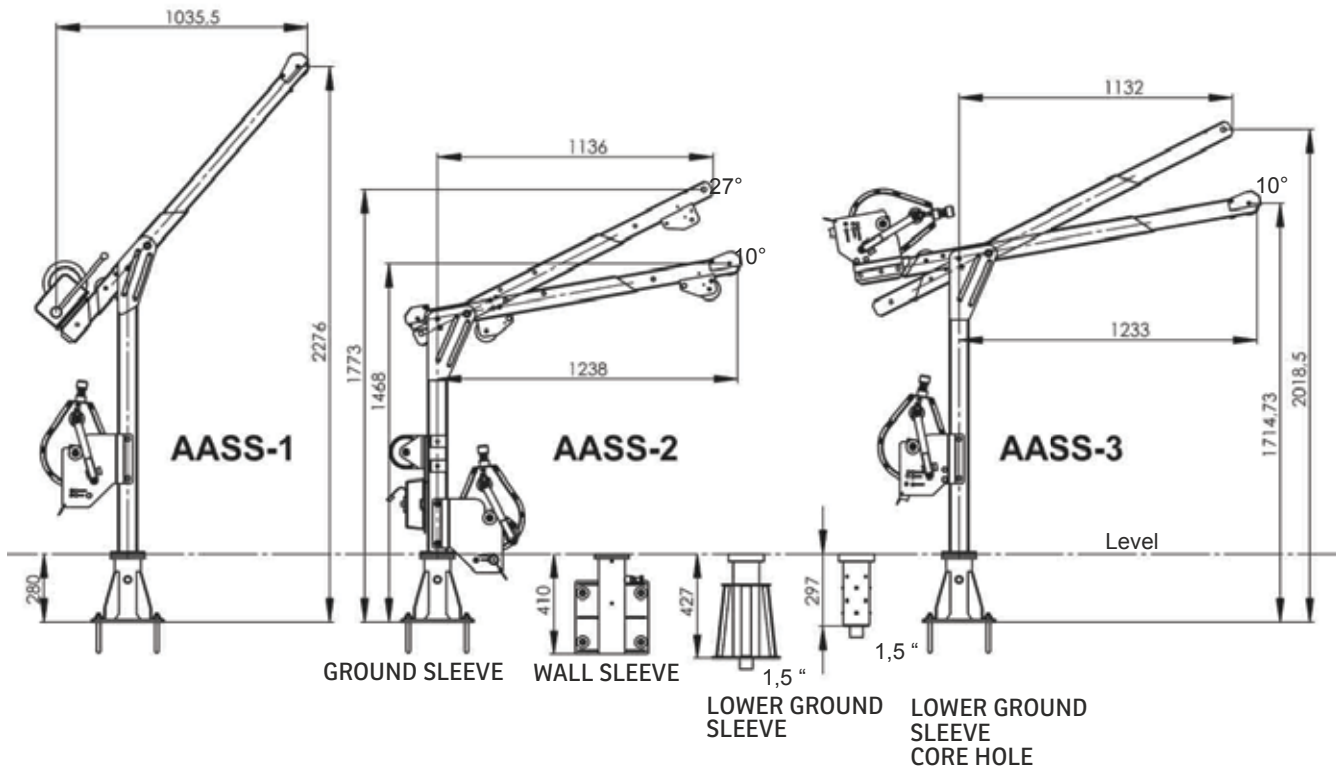 1035,5
1132
1136
27°
10°
10°
2276
1773
1468
1238
1233
2018,5
1714,73
AASS-1
AASS-2
AASS-3
Level
280
410
427
297
1,5 “
1,5 “
GROUND SLEEVE
WALL SLEEVE
LOWER GROUND
SLEEVE
LOWER GROUND
SLEEVE
CORE HOLE